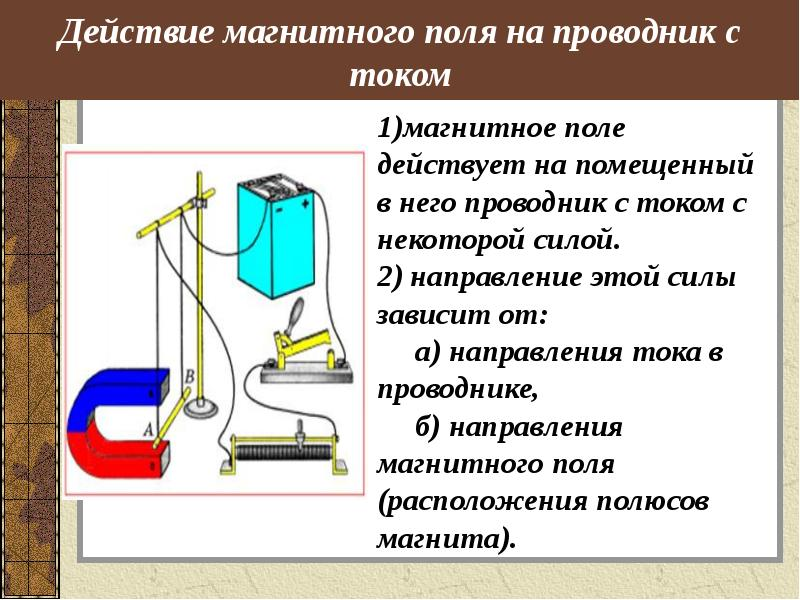 Действие магнитного поля на проводник с
током
1)магнитное поле
действует на помещенный
в него проводник с током с
некоторой силой.
2) направление этой силы
зависит от:
а) направления тока в
проводнике,
б) направления
магнитного поля
(расположения полюсов
магнита).
- +
B
A